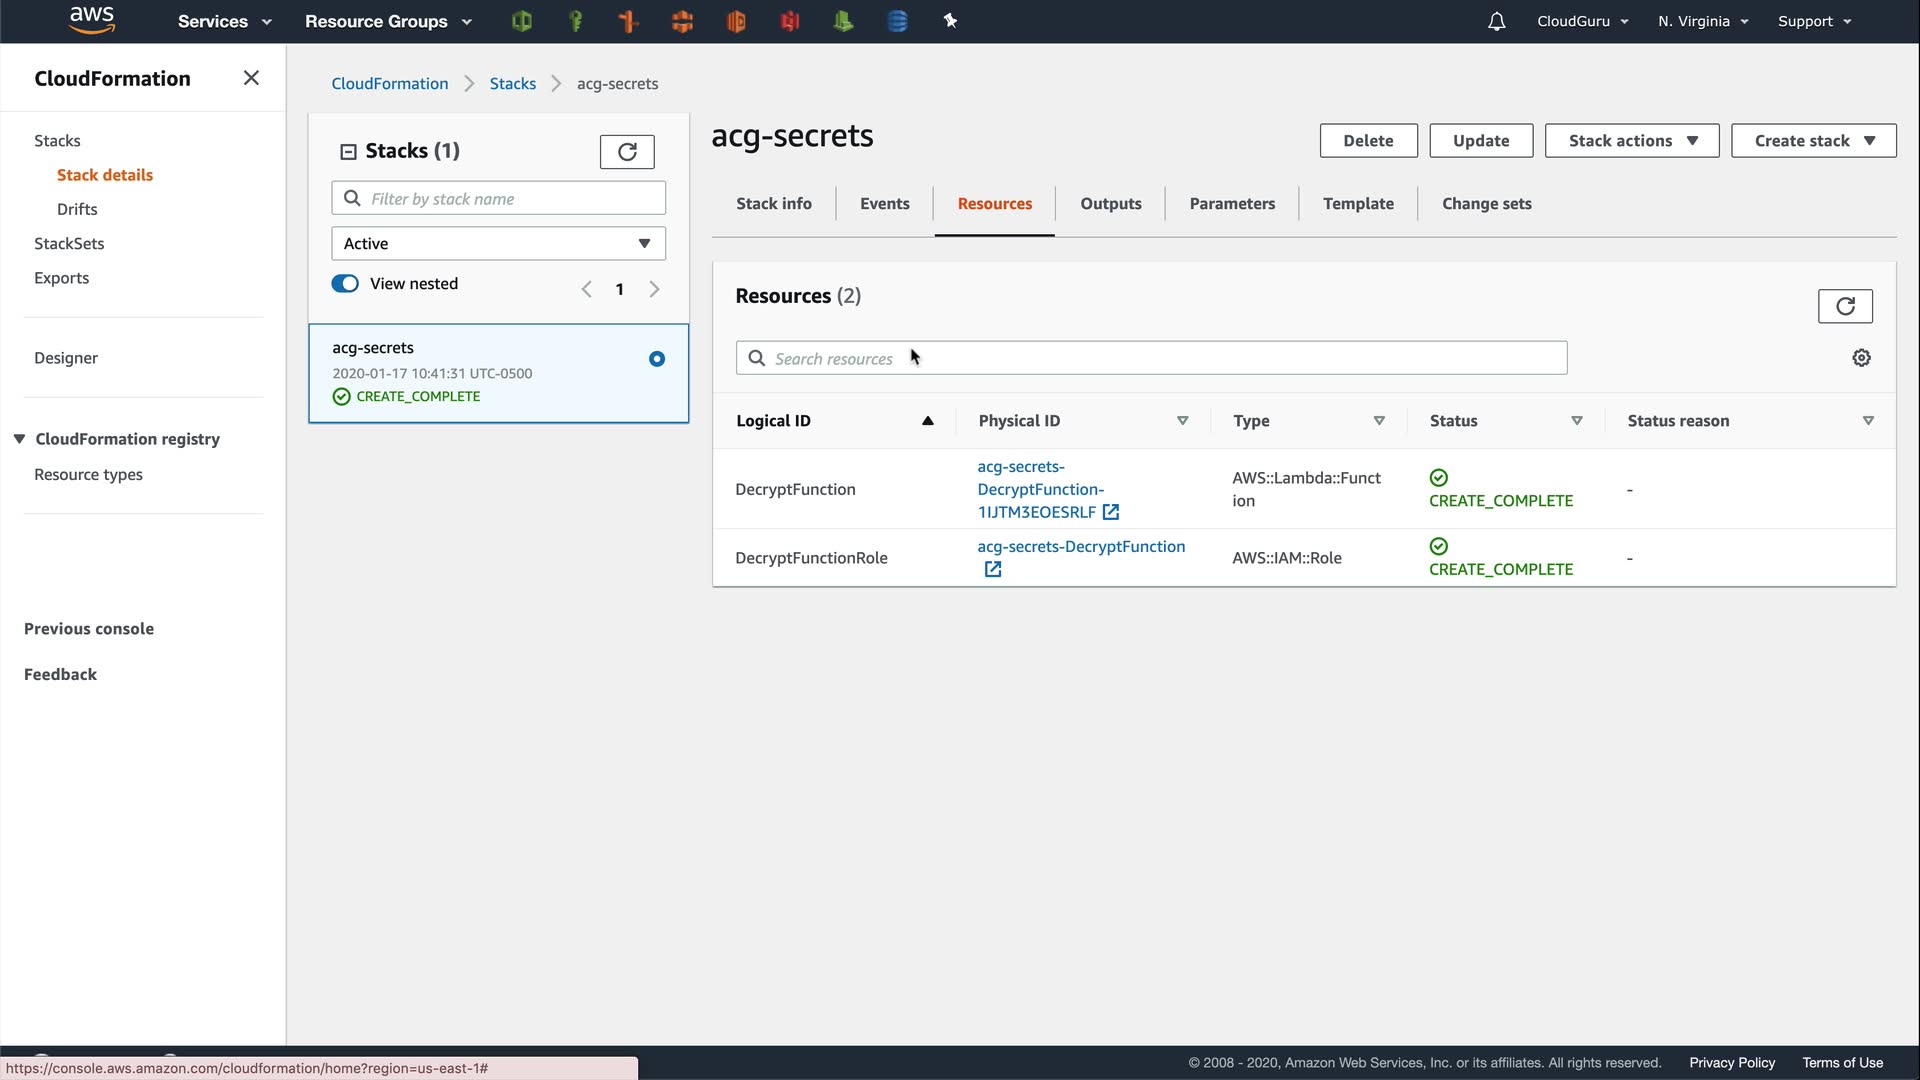 aws
Services
Resource Groups
CloudGuru
N. Virginia
Support
CloudFormation
Stacks
Stack details
Drifts
StackSets
Exports
Designer
CloudFormation registry
Resource types
Previous console
Feedback
CloudFormation
Stacks
acg-secrets
Stacks (1)
Filter by stack name
Active
View nested
1
acg-secrets
2020-01-17 10:41:31 UTC-0500
CREATE_COMPLETE
acg-secrets
Delete
Update
Stack actions
Create stack
Stack info
Events
Resources
Outputs
Parameters
Template
Change sets
Resources (2)
Search resources
Logical ID
Physical ID
Type
Status
Status reason
DecryptFunction
acg-secrets-
DecryptFunction-
1IJTM3EOESRLF
AWS::Lambda::Funct
ion
CREATE_COMPLETE
-
DecryptFunctionRole
acg-secrets-DecryptFunction
AWS::IAM::Role
CREATE_COMPLETE
-
https://console.aws.amazon.com/cloudformation/home?region=us-east-1#
© 2008 - 2020, Amazon Web Services, Inc. or its affiliates. All rights reserved.
Privacy Policy
Terms of Use